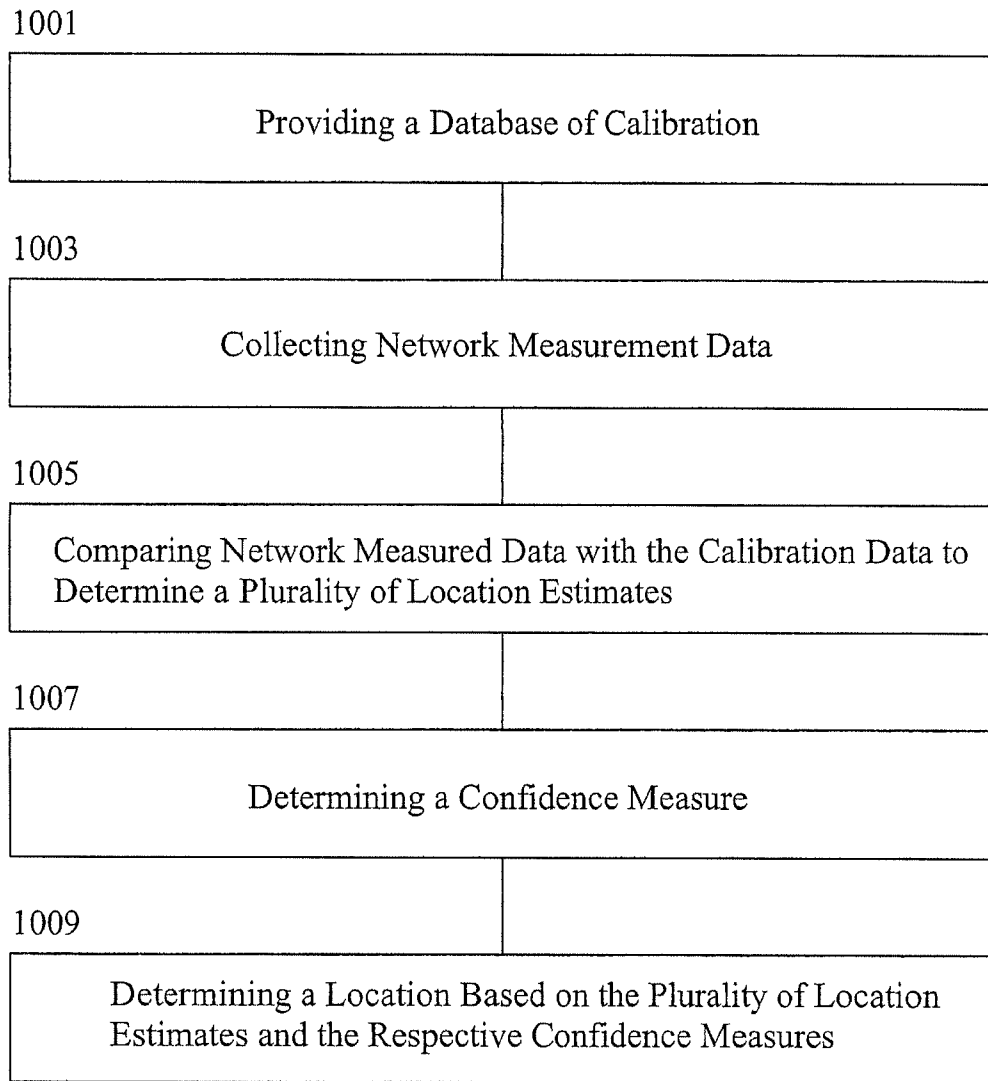 1001
Providing a Database of Calibration
1003
Collecting Network Measurement Data
1005
Comparing Network Measured Data with the Calibration Data to
Determine a Plurality of Location Estimates
1007
Determining a Confidence Measure
1009
Determining a Location Based on the Plurality of Location
Estimates and the Respective Confidence Measures